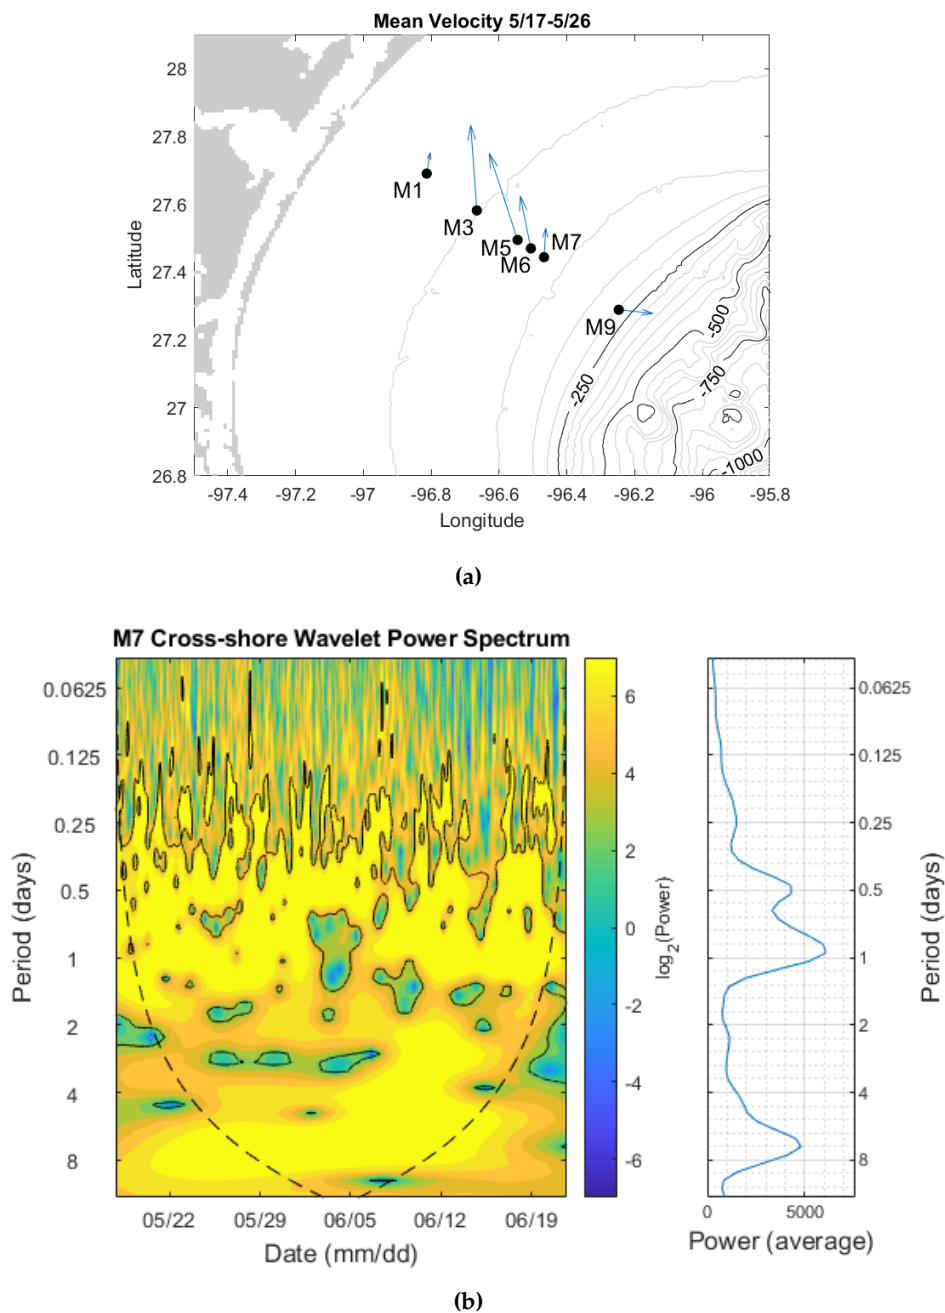 Mean Velocity 5/17-5/26
28
27.8
27.6
27.4
27.2
27
26.8
Latitude
M1
M3
M5
M7
M6
M9
-250
-500
-750
-1000
-97.4 -97.2 -97 -96.8 -96.6 -96.4 -96.2 -96 -95.8
Longitude
(a)
M7 Cross-shore Wavelet Power Spectrum
Period (days)
0.0625
0.125
0.25
0.5
1
2
4
8
05/22 05/29 06/05 06/12 06/19
Date (mm/dd)
6
4
2
0
-2
-4
-6
log2(Power)
0.0625
0.125
0.25
0.5
1
2
4
8
Period (days)
0 5000
Power (average)
(b)